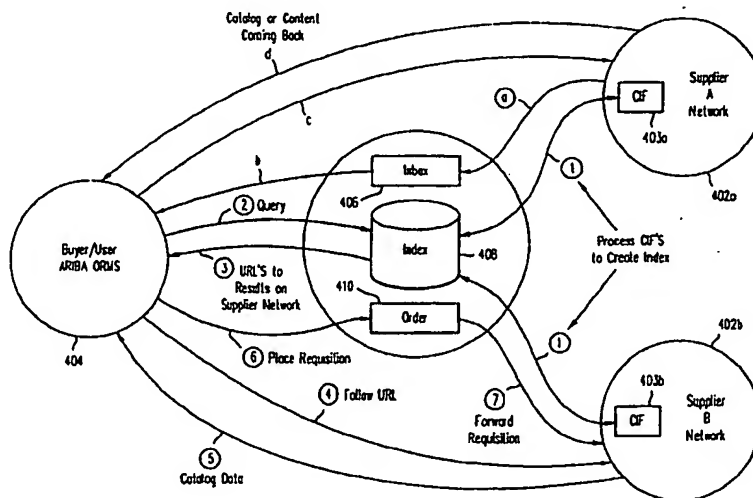 Catalog or Content
Coming Back
d
c
b
a
Supplier
A
Network
CIF
403a
402a
1
Inbox
406
2 Query
Index
408
Buyer/User
ARIBA ORMS
404
3 URL'S to
Results on
Supplier Network
410
Order
Process CIF'S
to Create Index
6 Place Requisition
1
402b
4 Follow URL
7
Forward
Requisition
403b
CIF
Supplier
B
Network
5
Catalog Data